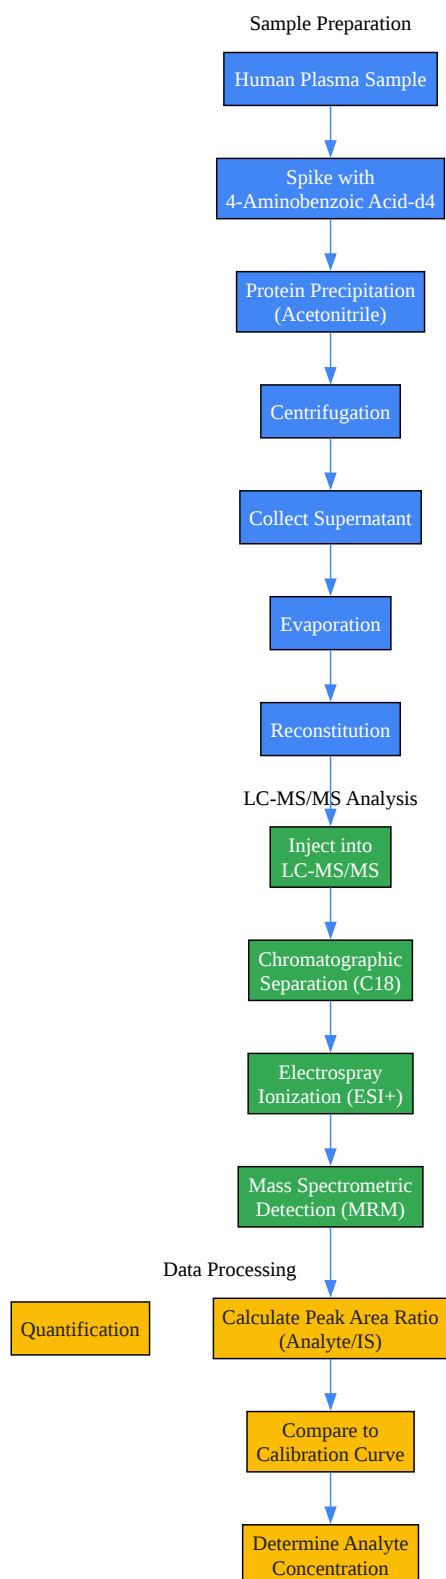 Sample Preparation
Human Plasma Sample
Spike with
4-Aminobenzoic Acid-d4
Protein Precipitation
(Acetonitrile)
Centrifugation
Collect Supernatant
Evaporation
Reconstitution
LC-MS/MS Analysis
Inject into
LC-MS/MS
Chromatographic
Separation (C18)
Electrospray
Ionization (ESI+)
Mass Spectrometric
Detection (MRM)
Data Processing
Quantification
Calculate Peak Area Ratio
(Analyte/IS)
Compare to
Calibration Curve
Determine Analyte
Concentration